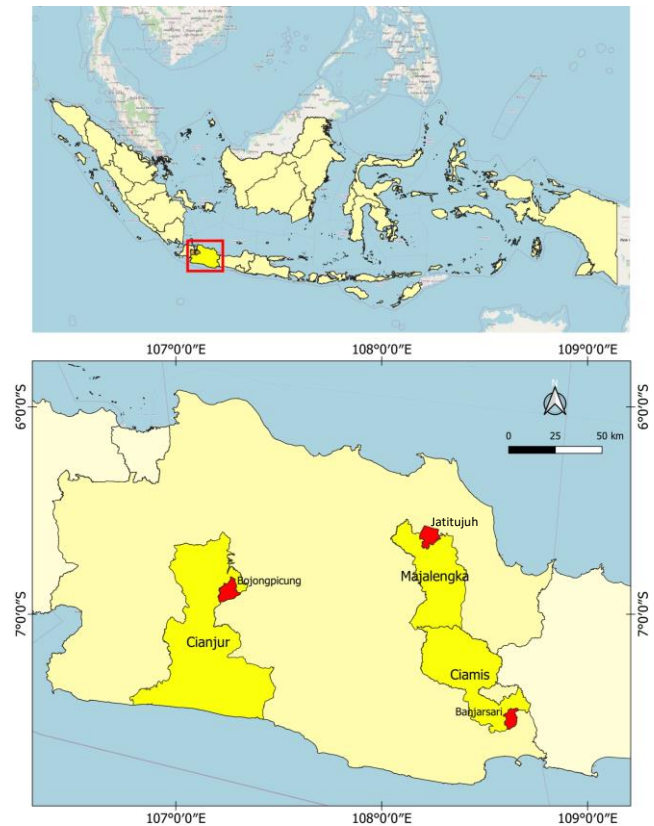 107°0′0″E 108°0′0″E 109°0′0″E
6°0′0″S 6°0′0″S
N
0 25 50 km
Jatitujuh
Bojongpicung
Majalengka
7°0′0″S 7°0′0″S
Cianjur
Ciamis
Banjarsari
107°0′0″E 108°0′0″E 109°0′0″E